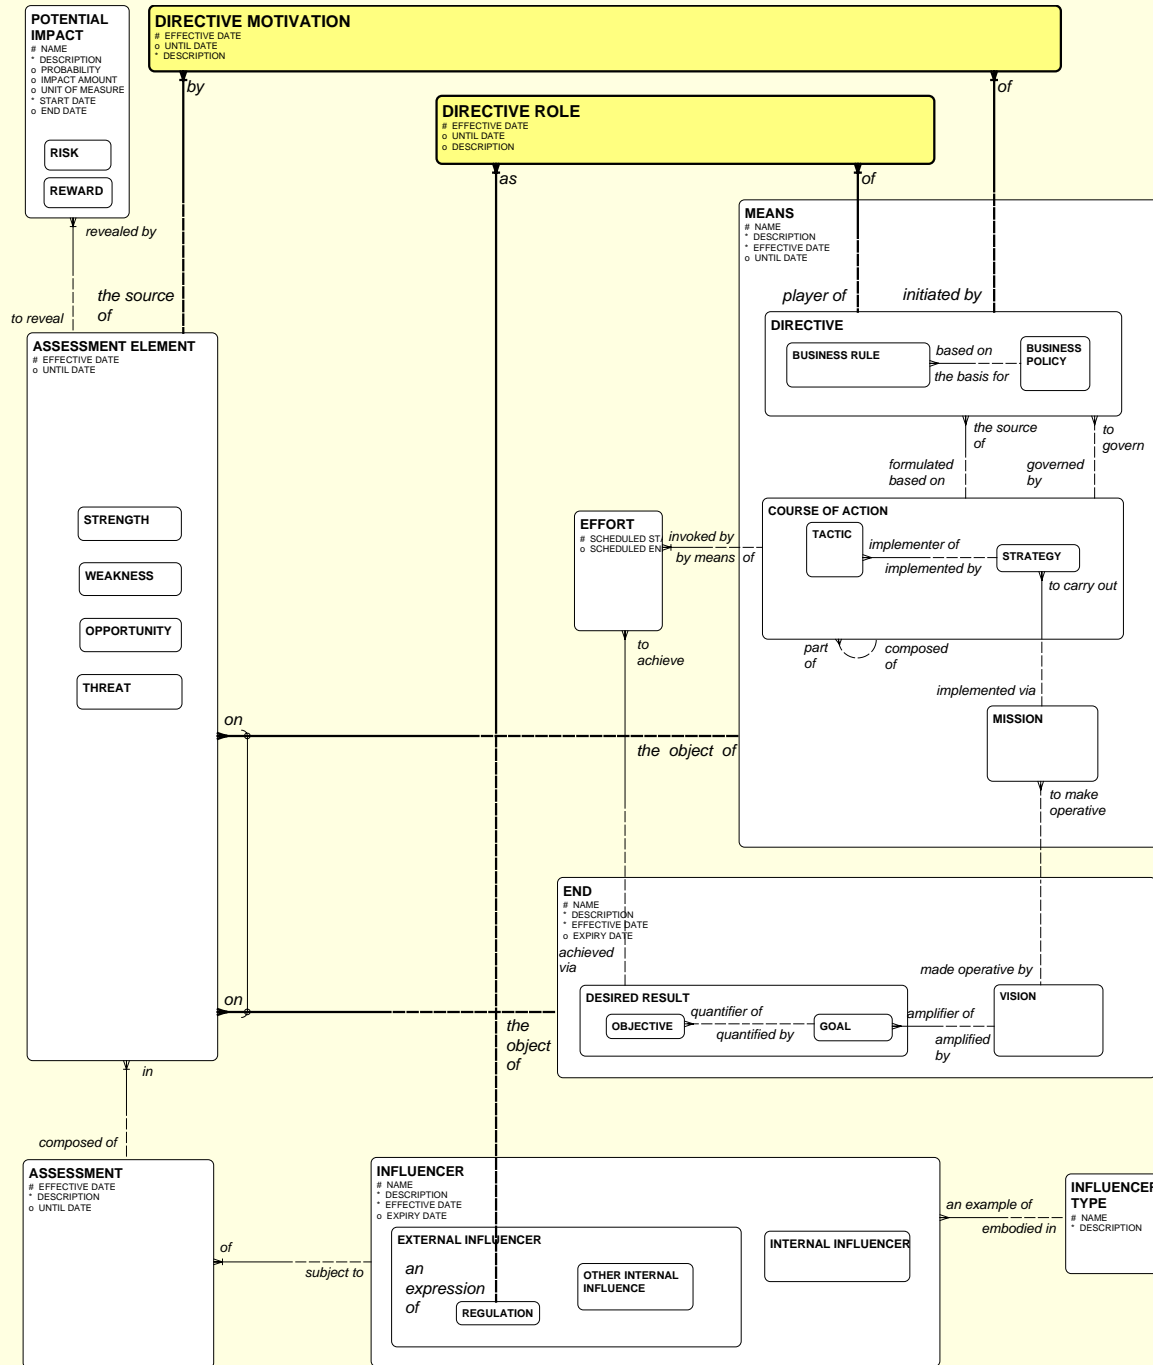 POTENTIAL
IMPACT
# NAME
* DESCRIPTION
o PROBABILITY
o IMPACT AMOUNT
o UNIT OF MEASURE
* START DATE
o END DATE
RISK
REWARD
DIRECTIVE MOTIVATION
# EFFECTIVE DATE
o UNTIL DATE
* DESCRIPTION
by
of
DIRECTIVE ROLE
# EFFECTIVE DATE
o UNTIL DATE
o DESCRIPTION
as
of
revealed by
to reveal
the source
of
player of
initiated by
MEANS
# NAME
* DESCRIPTION
* EFFECTIVE DATE
o UNTIL DATE
DIRECTIVE
BUSINESS RULE
based on
the basis for
BUSINESS
POLICY
the source
of
to
govern
formulated
based on
governed
by
ASSESSMENT ELEMENT
# EFFECTIVE DATE
o UNTIL DATE
STRENGTH
WEAKNESS
OPPORTUNITY
THREAT
EFFORT
# SCHEDULED STA
o SCHEDULED EN
invoked by
by means of
COURSE OF ACTION
TACTIC
implementer of
implemented by
STRATEGY
to carry out
part
of
composed
of
to
achieve
implemented via
MISSION
to make
operative
on
the object of
END
# NAME
* DESCRIPTION
* EFFECTIVE DATE
o EXPIRY DATE
achieved
via
made operative by
DESIRED RESULT
OBJECTIVE
quantifier of
quantified by
GOAL
amplifier of
amplified
by
VISION
on
the
object
of
in
composed of
ASSESSMENT
# EFFECTIVE DATE
* DESCRIPTION
o UNTIL DATE
of
subject to
INFLUENCER
# NAME
* DESCRIPTION
* EFFECTIVE DATE
o EXPIRY DATE
EXTERNAL INFLUENCER
an
expression
of
REGULATION
OTHER INTERNAL
INFLUENCE
INTERNAL INFLUENCER
an example of
embodied in
INFLUENCER
TYPE
# NAME
* DESCRIPTION